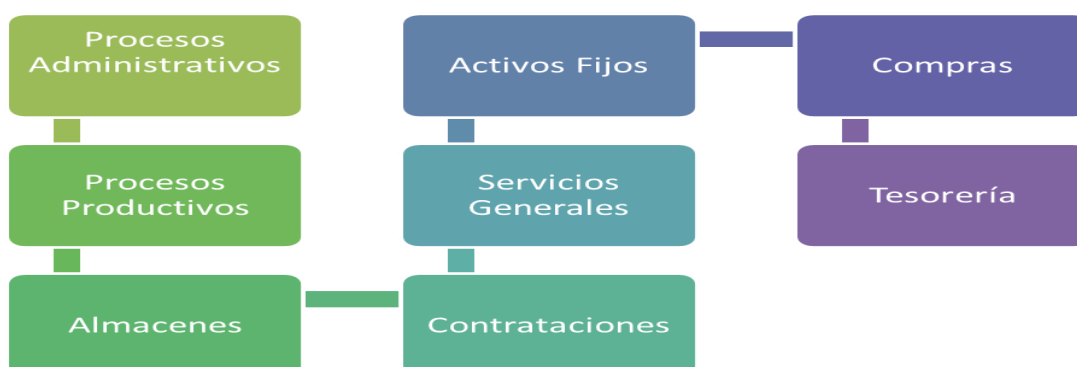 Procesos
Administrativos
Procesos
Productivos
Almacenes
Contrataciones
Servicios
Generales
Activos Fijos
Compras
Tesorería